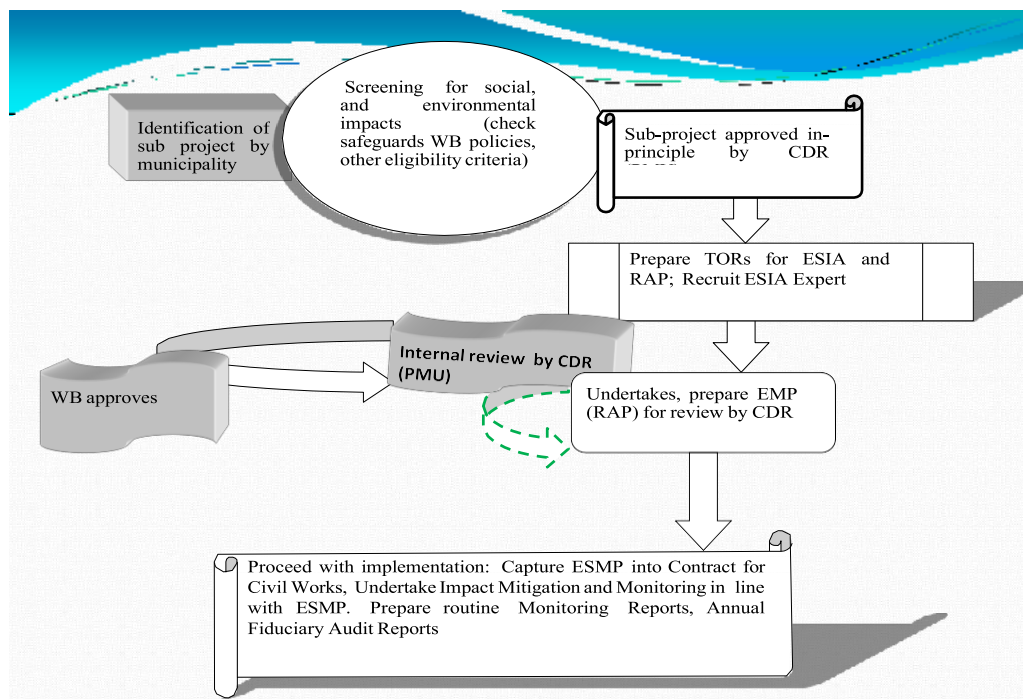 Identification of
sub project by
municipality
Screening for social,
and environmental
impacts (check
safeguards WB policies,
other eligibility criteria)
Sub-project approved in-
principle by CDR
Prepare TORs for ESIA and
RAP; Recruit ESIA Expert
Internal review by CDR
(PMU)
WB approves
Undertakes, prepare EMP
(RAP) for review by CDR
Proceed with implementation: Capture ESMP into Contract for
Civil Works, Undertake Impact Mitigation and Monitoring in line
with ESMP. Prepare routine Monitoring Reports, Annual
Fiduciary Audit Reports